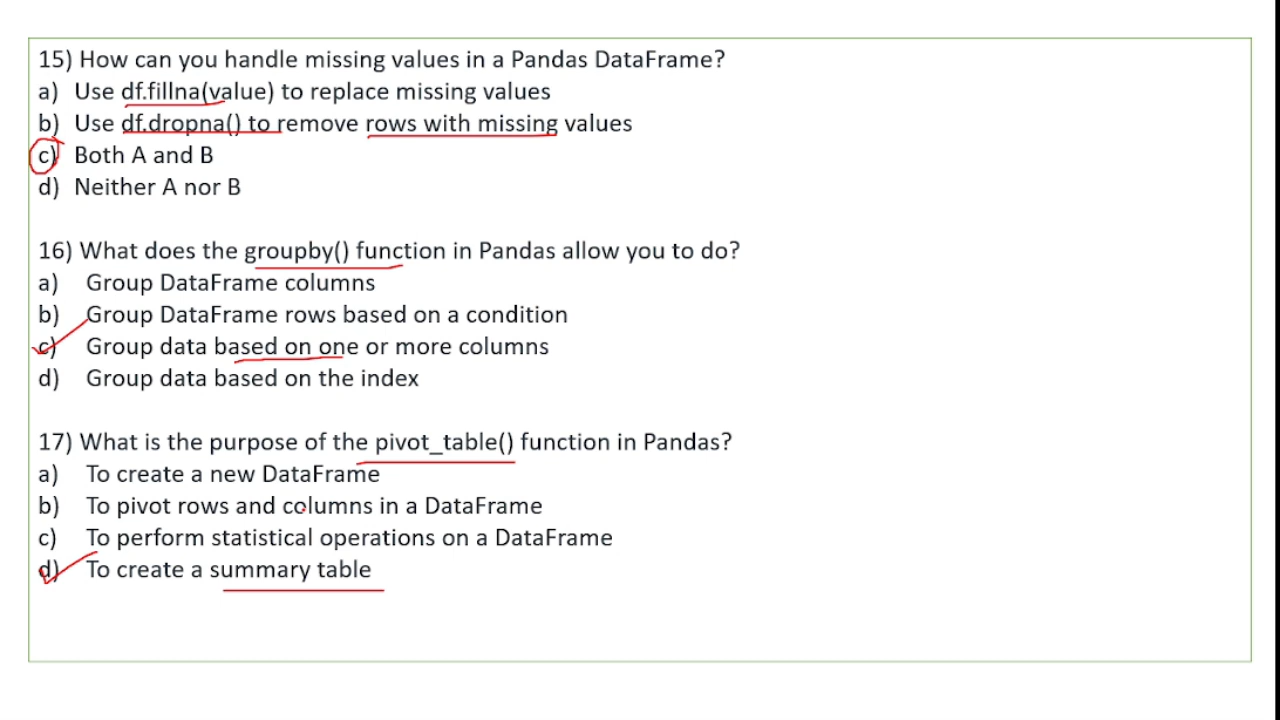 15) How can you handle missing values in a Pandas DataFrame?
a) Use df.fillna(value) to replace missing values
b) Use df.dropna() to remove rows with missing values
c) Both A and B
d) Neither A nor B
16) What does the groupby() function in Pandas allow you to do?
a) Group DataFrame columns
b) Group DataFrame rows based on a condition
c) Group data based on one or more columns
d) Group data based on the index
17) What is the purpose of the pivot_table() function in Pandas?
a) To create a new DataFrame
b) To pivot rows and columns in a DataFrame
c) To perform statistical operations on a DataFrame
d) To create a summary table